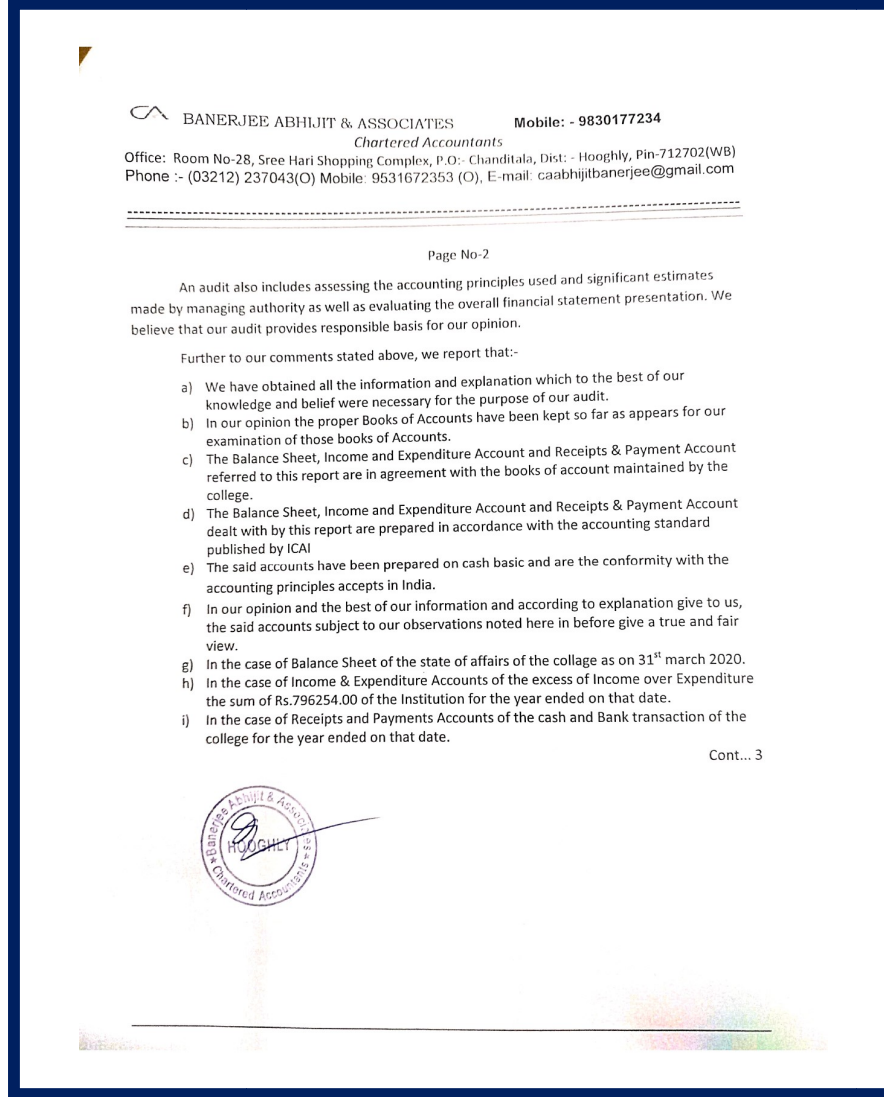 CA BANERJEE ABHIJIT & ASSOCIATES Mobile: - 9830177234
Chartered Accountants
Office: Room No-28, Sree Hari Shopping Complex, P.O:- Chanditala, Dist: - Hooghly, Pin-712702(WB)
Phone :- (03212) 237043(O) Mobile: 9531672353 (O), E-mail: caabhijitbanerjee@gmail.com
Page No-2
An audit also includes assessing the accounting principles used and significant estimates
made by managing authority as well as evaluating the overall financial statement presentation. We
believe that our audit provides responsible basis for our opinion.
Further to our comments stated above, we report that:-
a) We have obtained all the information and explanation which to the best of our
knowledge and belief were necessary for the purpose of our audit.
b) In our opinion the proper Books of Accounts have been kept so far as appears for our
examination of those books of Accounts.
c) The Balance Sheet, Income and Expenditure Account and Receipts & Payment Account
referred to this report are in agreement with the books of account maintained by the
college.
d) The Balance Sheet, Income and Expenditure Account and Receipts & Payment Account
dealt with by this report are prepared in accordance with the accounting standard
published by ICAI
e) The said accounts have been prepared on cash basic and are the conformity with the
accounting principles accepts in India.
f) In our opinion and the best of our information and according to explanation give to us,
the said accounts subject to our observations noted here in before give a true and fair
view.
g) In the case of Balance Sheet of the state of affairs of the collage as on 31st march 2020.
h) In the case of Income & Expenditure Accounts of the excess of Income over Expenditure
the sum of Rs.796254.00 of the Institution for the year ended on that date.
i) In the case of Receipts and Payments Accounts of the cash and Bank transaction of the
college for the year ended on that date.
Cont... 3
Banerjee Abhijit & Associates
HOOGHLY
Chartered Accountants